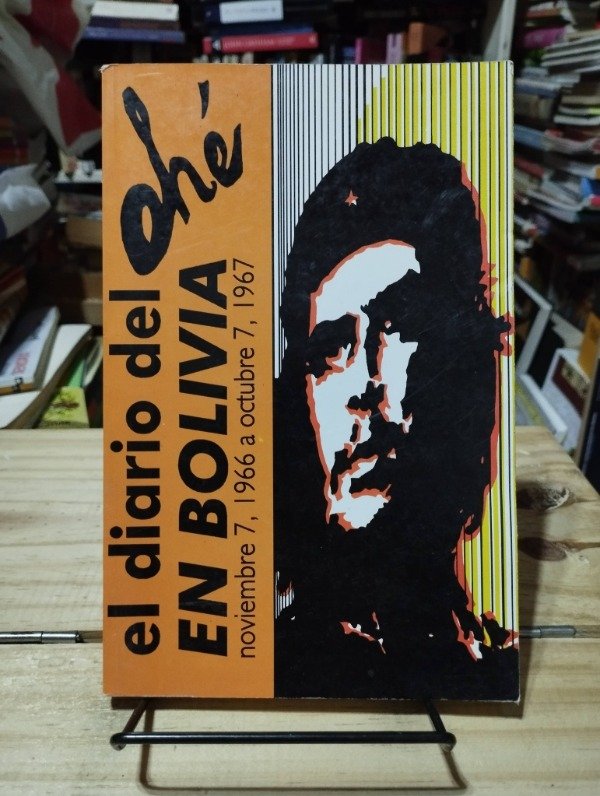 el diario del
Ché
EN BOLIVIA
noviembre 7, 1966 a octubre 7, 1967